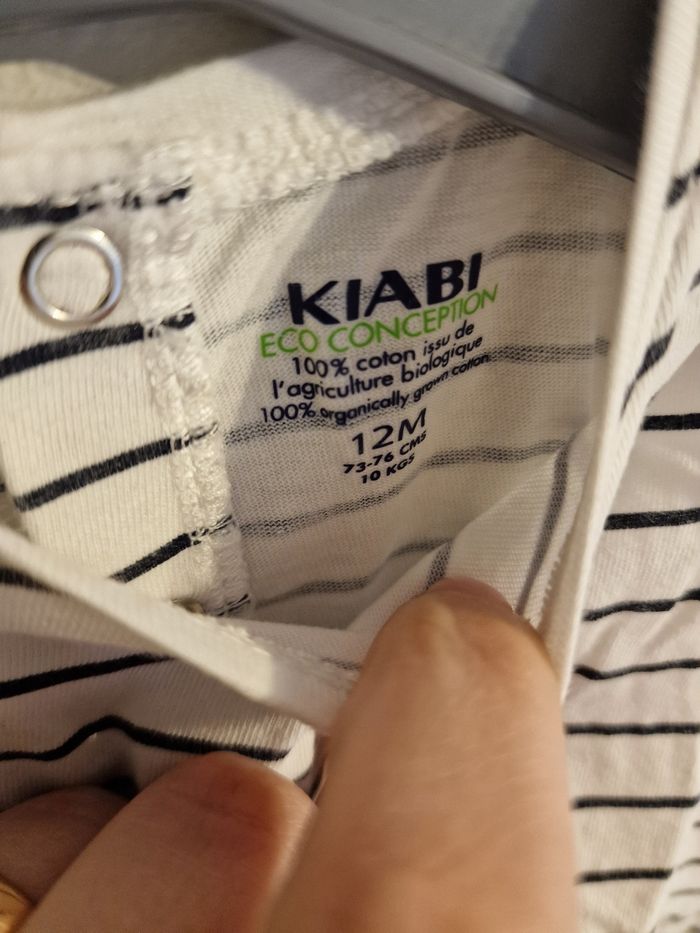 KIABI
ECO CONCEPTION
100% coton issu de
l'agriculture biologique
100% organically grown cotton
12M
73-76 CMS
10 KGS